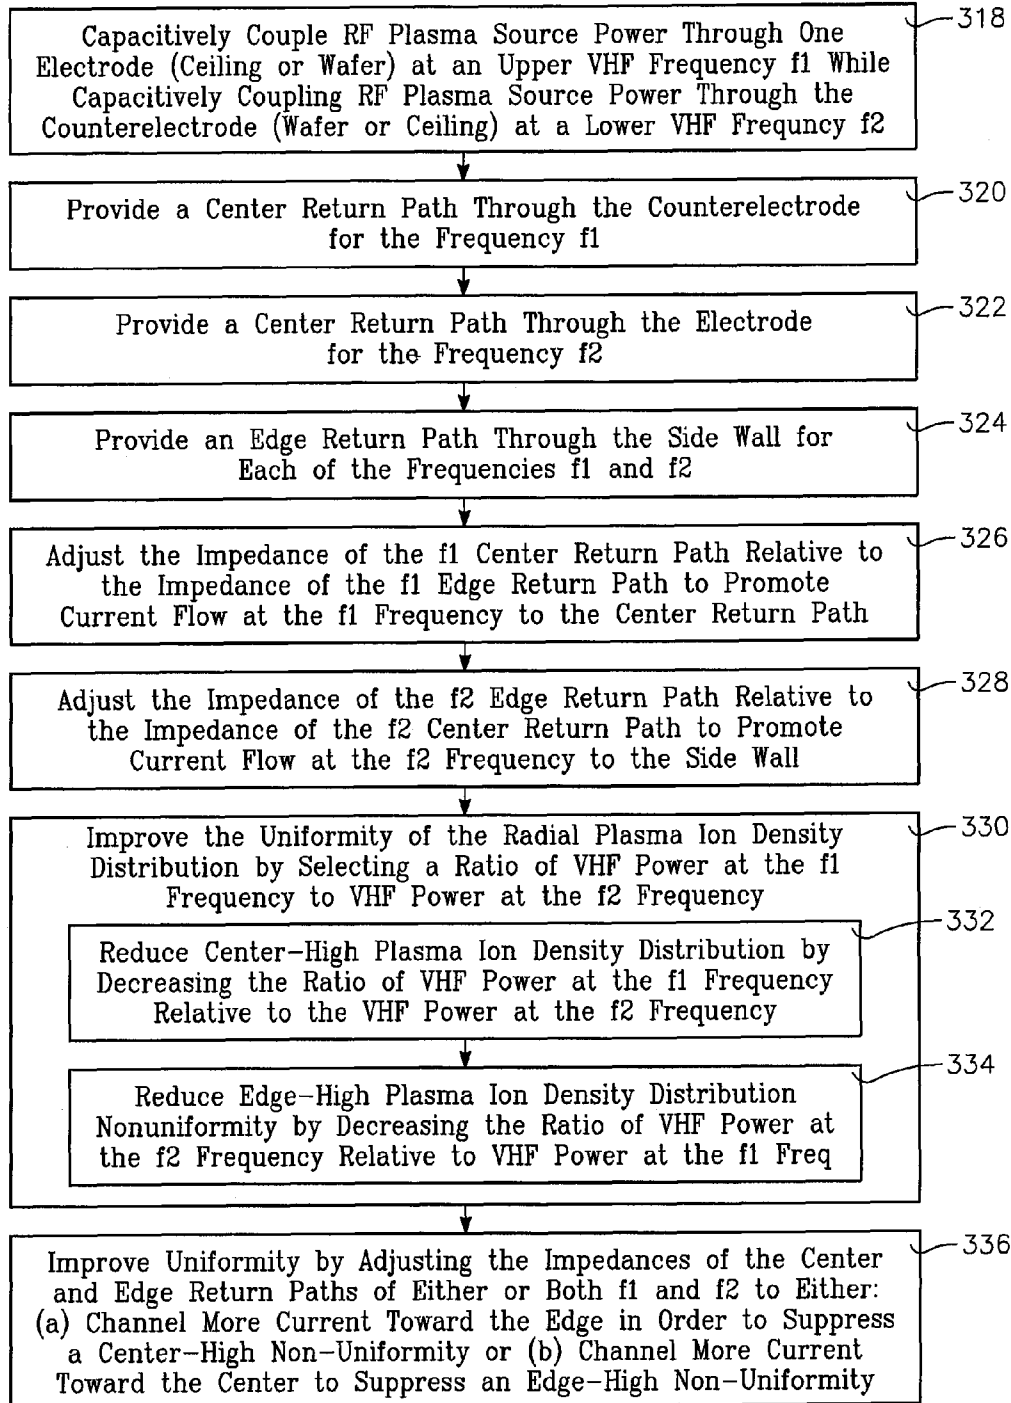 318
Capacitively Couple RF Plasma Source Power Through One
Electrode (Ceiling or Wafer) at an Upper VHF Frequency f1 While
Capacitively Coupling RF Plasma Source Power Through the
Counterelectrode (Wafer or Ceiling) at a Lower VHF Frequncy f2
320
Provide a Center Return Path Through the Counterelectrode
for the Frequency f1
322
Provide a Center Return Path Through the Electrode
for the Frequency f2
324
Provide an Edge Return Path Through the Side Wall for
Each of the Frequencies f1 and f2
326
Adjust the Impedance of the f1 Center Return Path Relative to
the Impedance of the f1 Edge Return Path to Promote
Current Flow at the f1 Frequency to the Center Return Path
328
Adjust the Impedance of the f2 Edge Return Path Relative to
the Impedance of the f2 Center Return Path to Promote
Current Flow at the f2 Frequency to the Side Wall
330
Improve the Uniformity of the Radial Plasma Ion Density
Distribution by Selecting a Ratio of VHF Power at the f1
Frequency to VHF Power at the f2 Frequency
332
Reduce Center-High Plasma Ion Density Distribution by
Decreasing the Ratio of VHF Power at the f1 Frequency
Relative to the VHF Power at the f2 Frequency
334
Reduce Edge-High Plasma Ion Density Distribution
Nonuniformity by Decreasing the Ratio of VHF Power at
the f2 Frequency Relative to VHF Power at the f1 Freq
336
Improve Uniformity by Adjusting the Impedances of the Center
and Edge Return Paths of Either or Both f1 and f2 to Either:
(a) Channel More Current Toward the Edge in Order to Suppress
a Center-High Non-Uniformity or (b) Channel More Current
Toward the Center to Suppress an Edge-High Non-Uniformity